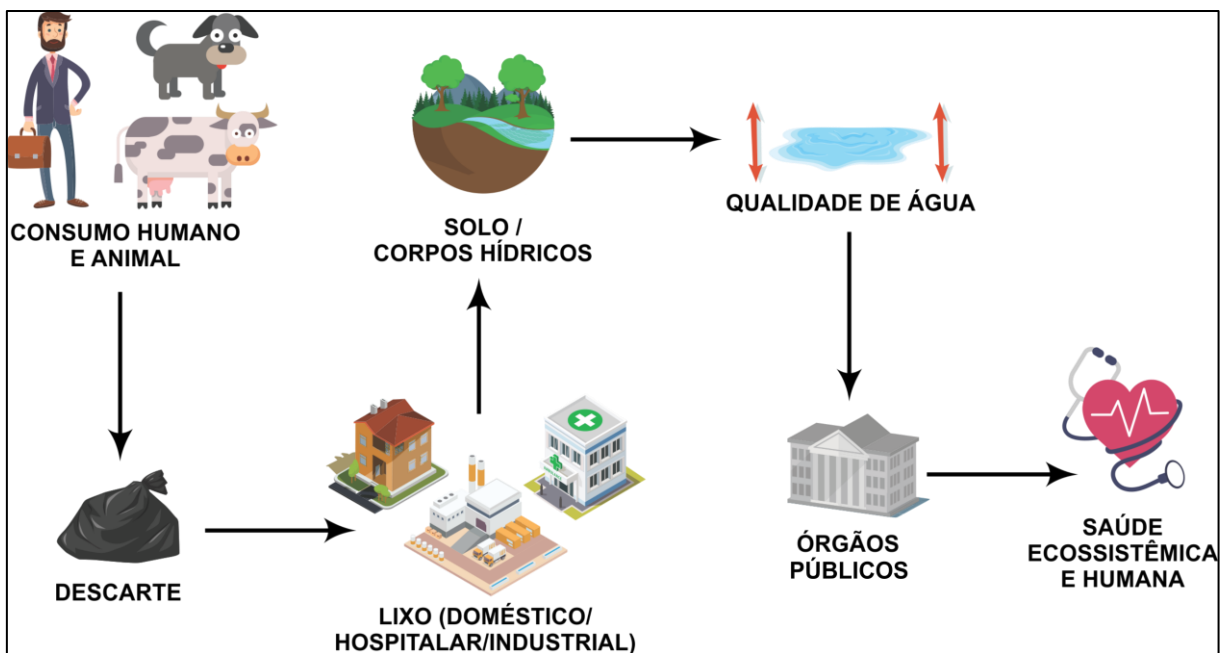 CONSUMO HUMANO
E ANIMAL
DESCARTE
LIXO (DOMÉSTICO/
HOSPITALAR/INDUSTRIAL)
SOLO /
CORPOS HÍDRICOS
QUALIDADE DE ÁGUA
ÓRGÃOS
PÚBLICOS
SAÚDE
ECOSSISTÊMICA
E HUMANA